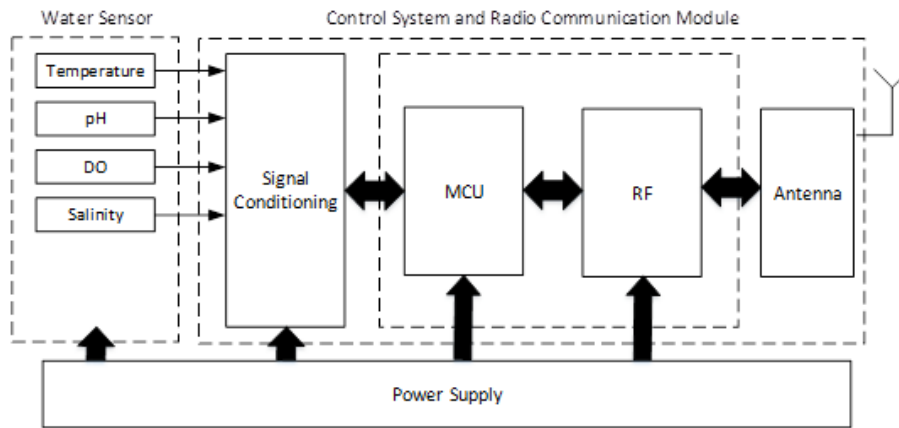 Water Sensor
Control System and Radio Communication Module
Temperature
pH
DO
Salinity
Signal
Conditioning
MCU
RF
Antenna
Power Supply